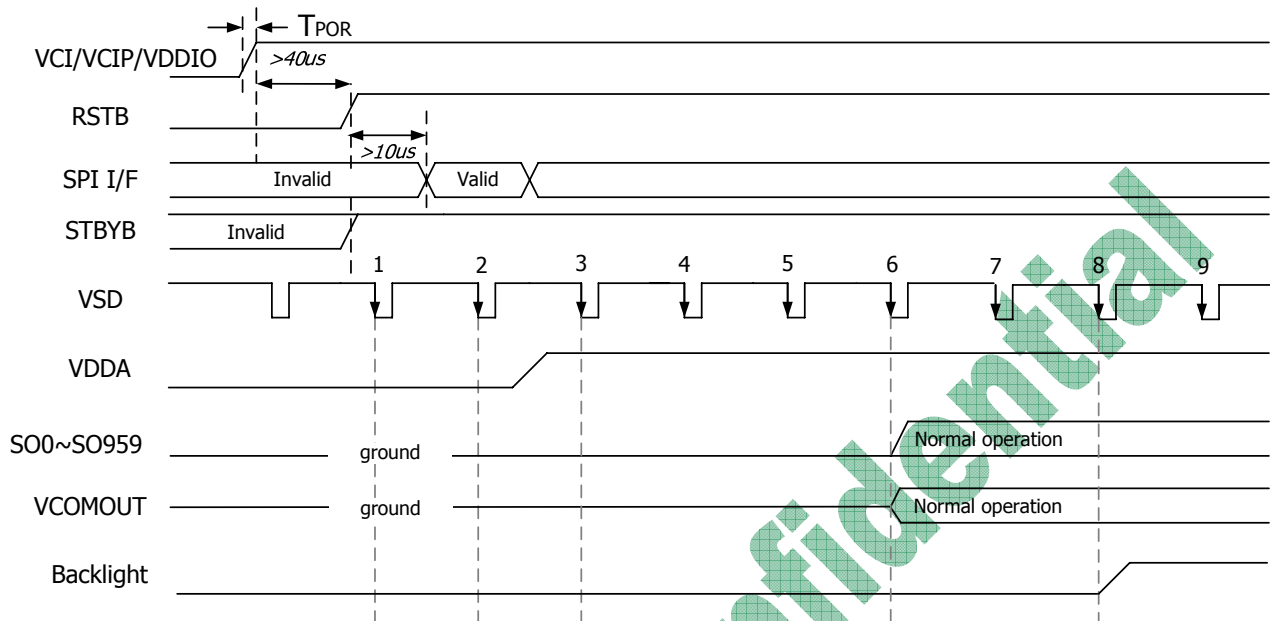 TPOR
VCI/VCIP/VDDIO
>40us
RSTB
>10us
SPI I/F
Invalid
Valid
STBYB
Invalid
1 2 3 4 5 6 7 8 9
VSD
VDDA
SO0~SO959
ground
Normal operation
VCOMOUT
ground
Normal operation
Backlight
nfidential